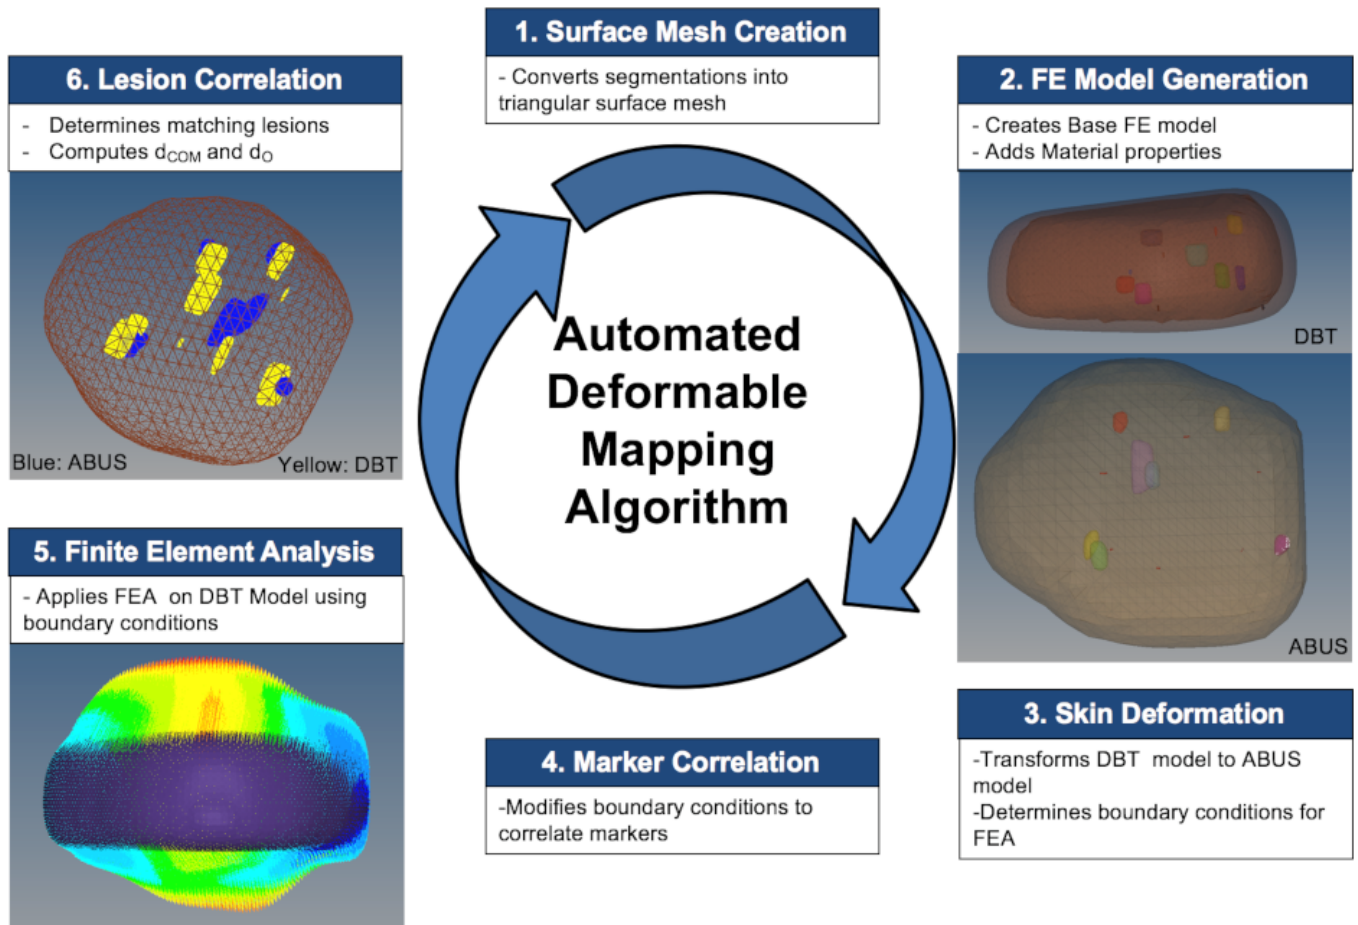 1. Surface Mesh Creation
- Converts segmentations into
triangular surface mesh
2. FE Model Generation
- Creates Base FE model
- Adds Material properties
DBT
ABUS
3. Skin Deformation
-Transforms DBT model to ABUS
model
-Determines boundary conditions for
FEA
4. Marker Correlation
-Modifies boundary conditions to
correlate markers
5. Finite Element Analysis
- Applies FEA on DBT Model using
boundary conditions
6. Lesion Correlation
- Determines matching lesions
- Computes dCOM and dO
Blue: ABUS
Yellow: DBT
Automated
Deformable
Mapping
Algorithm